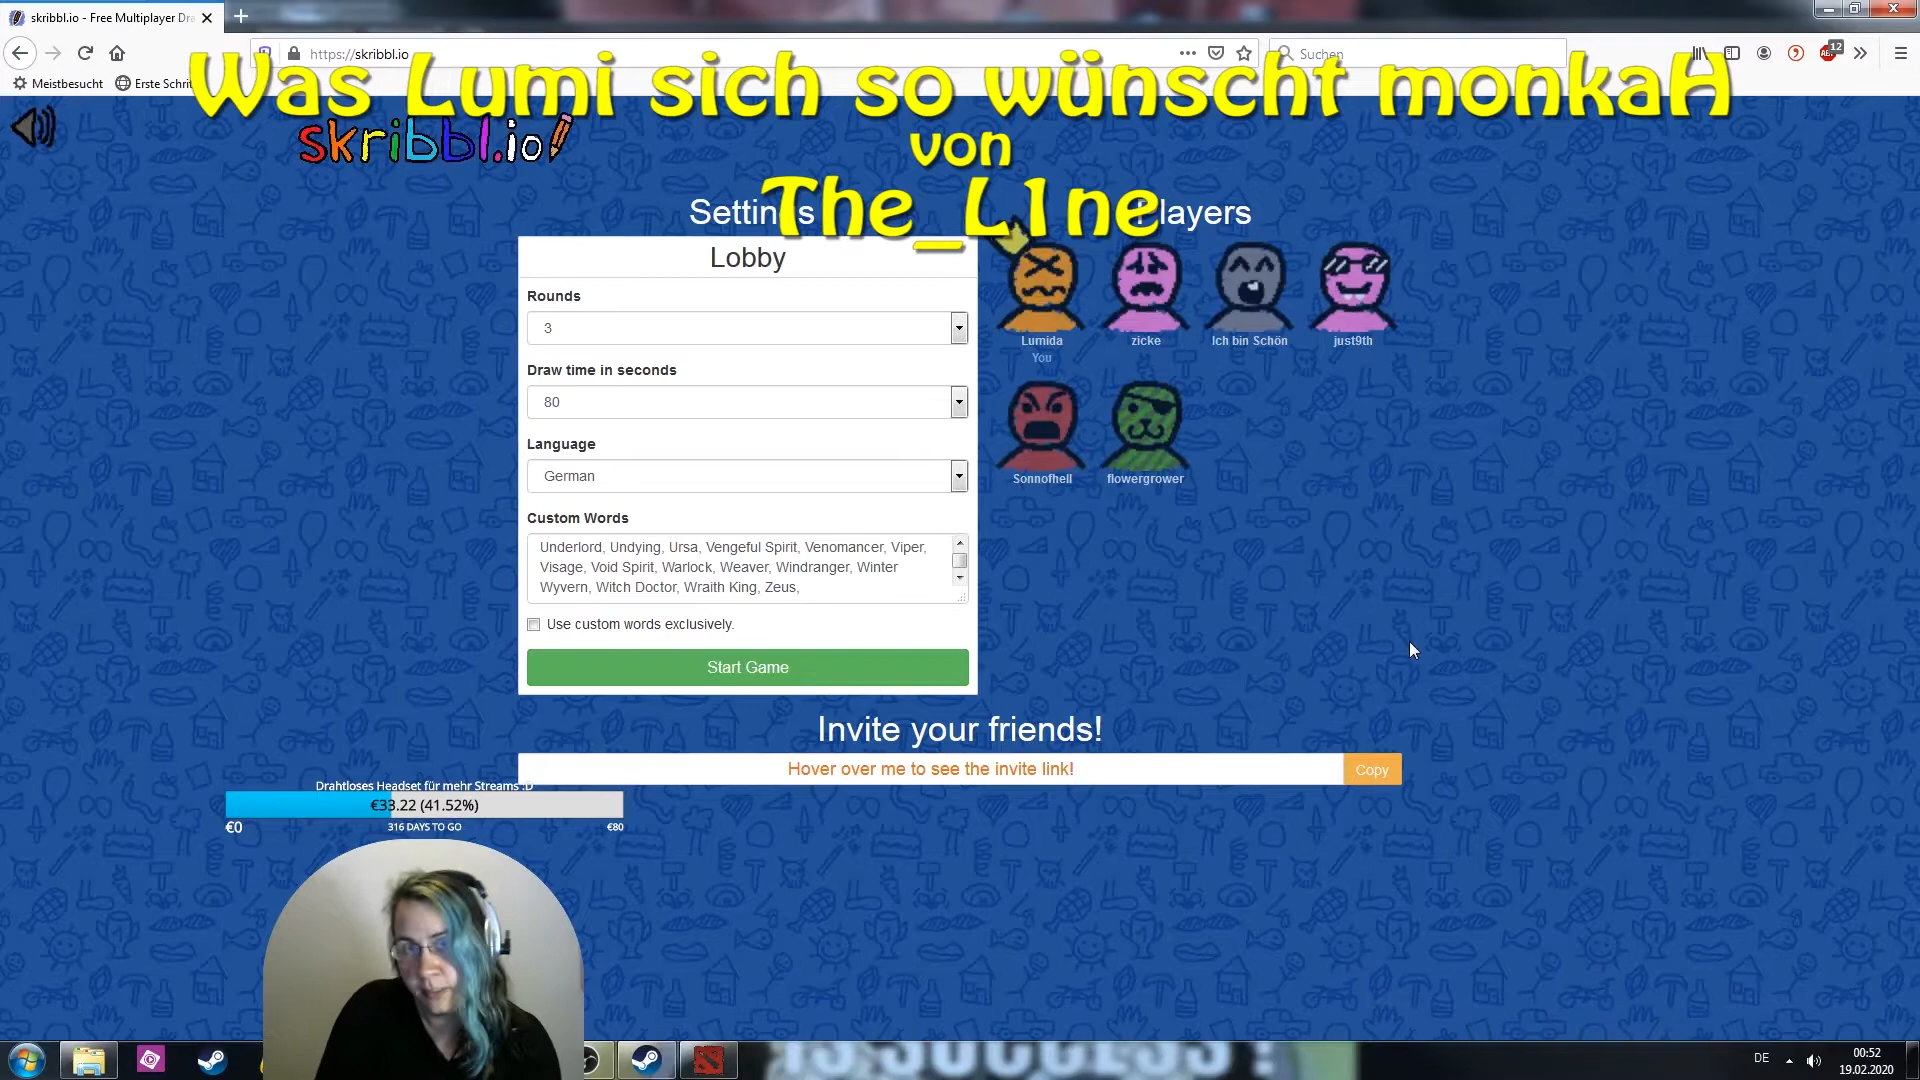 skribbl.io - Free Multiplayer Dra
https://skribbl.io
Suchen
12
Meistbesucht
Erste Schrit
Was Lumi sich so wünscht monkaH
von
The_L1ne
skribbl.io
Settings
Players
Lobby
Rounds
3
Draw time in seconds
80
Language
German
Custom Words
Underlord, Undying, Ursa, Vengeful Spirit, Venomancer, Viper,
Visage, Void Spirit, Warlock, Weaver, Windranger, Winter
Wyvern, Witch Doctor, Wraith King, Zeus,
Use custom words exclusively.
Start Game
Lumida
You
zicke
Ich bin Schön
just9th
Sonnofhell
flowergrower
Invite your friends!
Hover over me to see the invite link!
Copy
Drahtloses Headset für mehr Streams :D
€33.22 (41.52%)
€0
316 DAYS TO GO
€80
IS SUCCESS!
DE
00:52
19.02.2020